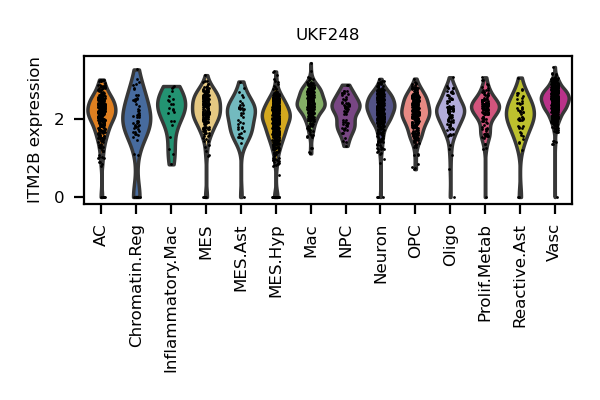 UKF248
ITM2B expression
2
0
AC
Chromatin.Reg
Inflammatory.Mac
MES
MES.Ast
MES.Hyp
Mac
NPC
Neuron
OPC
Oligo
Prolif.Metab
Reactive.Ast
Vasc